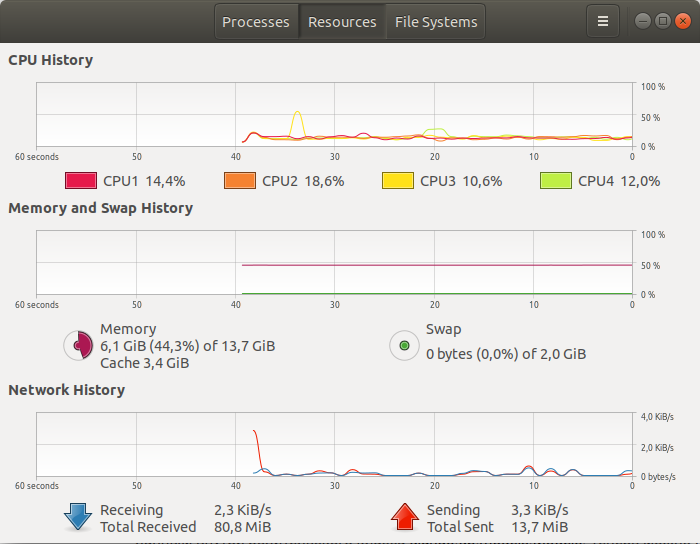 Processes Resources File Systems
CPU History
100 %
50 %
0 %
60 seconds 50 40 30 20 10 0
CPU1 14,4% CPU2 18,6% CPU3 10,6% CPU4 12,0%
Memory and Swap History
100 %
50 %
0 %
60 seconds 50 40 30 20 10 0
Memory
6,1 GiB (44,3%) of 13,7 GiB
Cache 3,4 GiB
Swap
0 bytes (0,0%) of 2,0 GiB
Network History
4,0 KiB/s
2,0 KiB/s
0 bytes/s
60 seconds 50 40 30 20 10 0
Receiving 2,3 KiB/s
Total Received 80,8 MiB
Sending 3,3 KiB/s
Total Sent 13,7 MiB